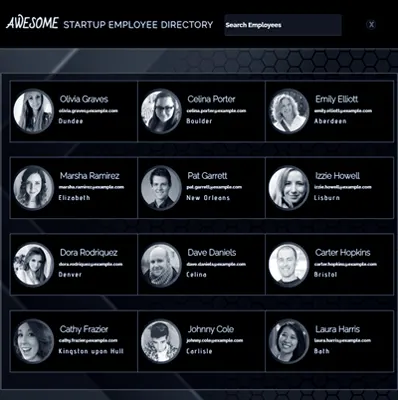 AWESOME STARTUP EMPLOYEE DIRECTORY
Search Employees
X
Olivia Graves
olivia.graves@example.com
Dundee
Celina Porter
celina.porter@example.com
Boulder
Emily Elliott
emily.elliott@example.com
Aberdeen
Marsha Ramirez
marsha.ramirez@example.com
Elizabeth
Pat Garrett
pat.garrett@example.com
New Orleans
Izzie Howell
izzie.howell@example.com
Lisburn
Dora Rodriquez
dora.rodriquez@example.com
Denver
Dave Daniels
dave.daniels@example.com
Celina
Carter Hopkins
carter.hopkins@example.com
Bristol
Cathy Frazier
cathy.frazier@example.com
Kingston upon Hull
Johnny Cole
johnny.cole@example.com
Carlisle
Laura Harris
laura.harris@example.com
Bath